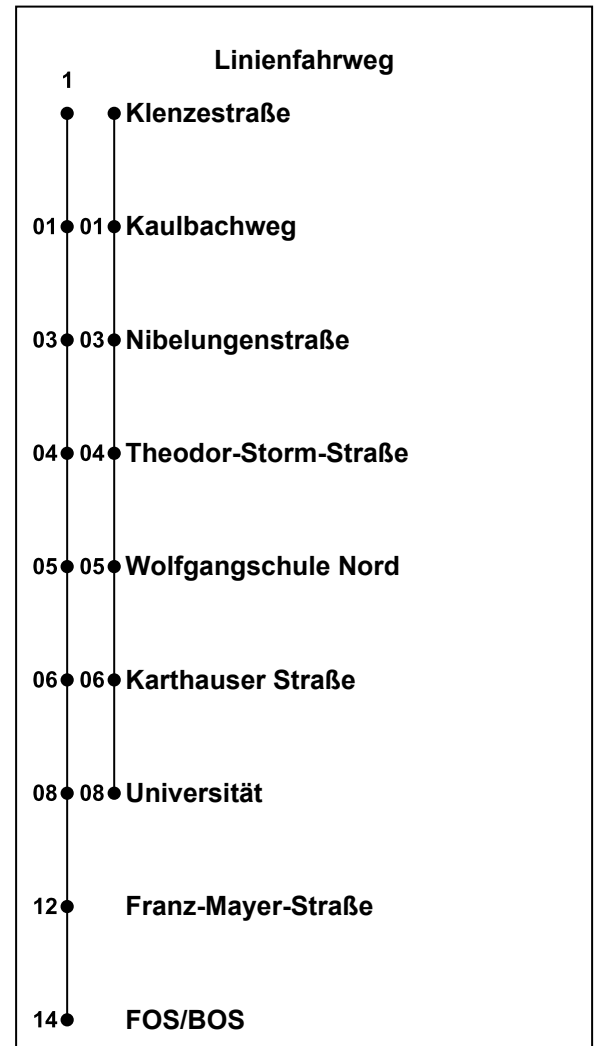 Linienfahrweg
1
Klenzestraße
01 01 Kaulbachweg
03 03 Nibelungenstraße
04 04 Theodor-Storm-Straße
05 05 Wolfgangschule Nord
06 06 Karthauser Straße
08 08 Universität
12 Franz-Mayer-Straße
14 FOS/BOS